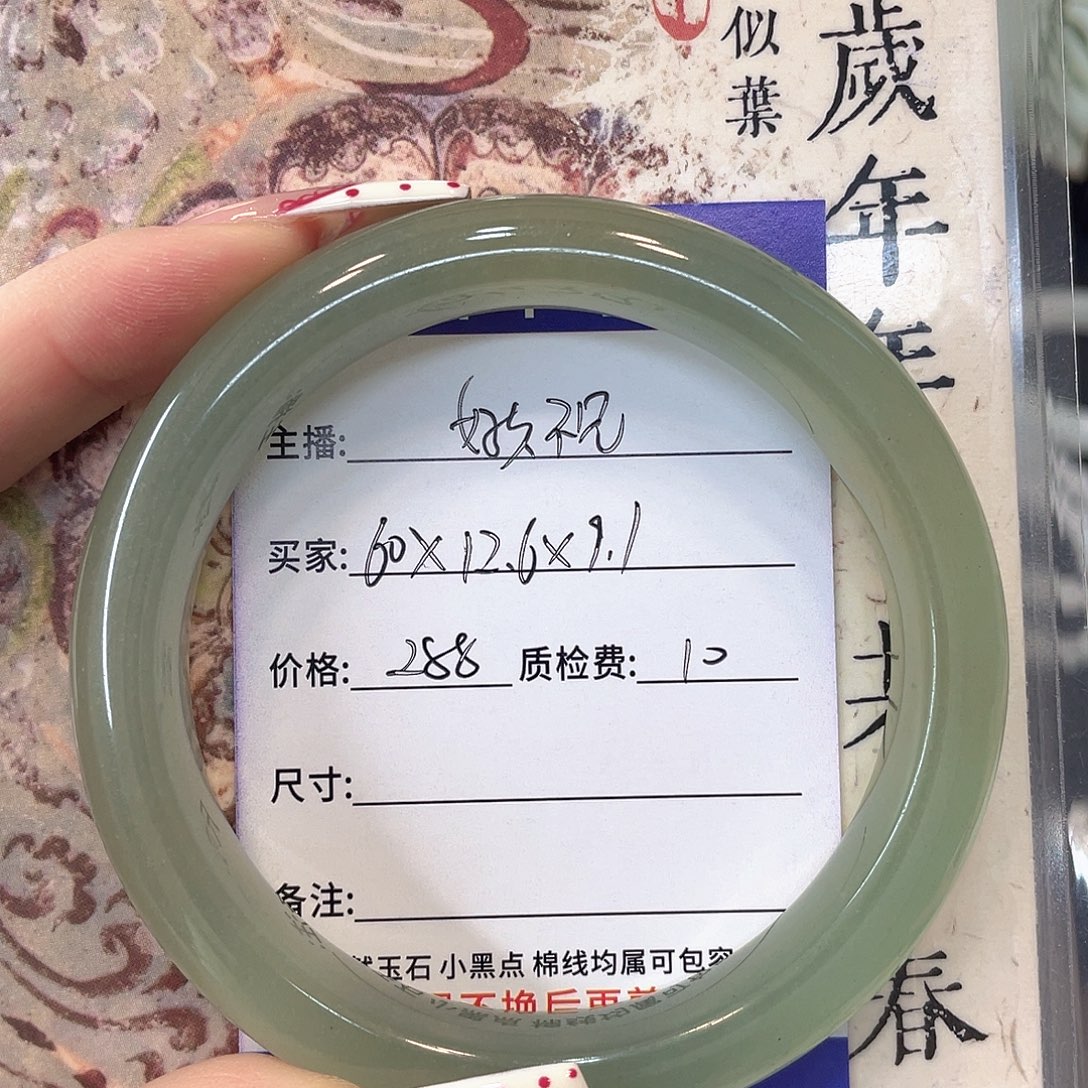 似葉
歲年年
春
主播:
买家: 60×12.6×9.1
价格: 288 质检费: 10
尺寸:
备注:
玉石 小黑点 棉线均属可包容